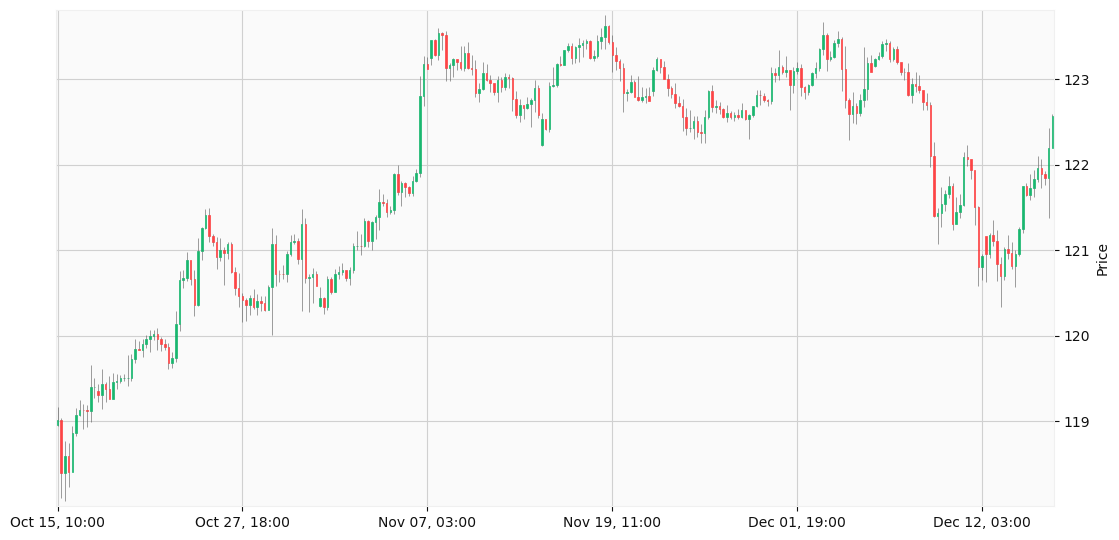 123
122
121
120
119
Price
Oct 15, 10:00
Oct 27, 18:00
Nov 07, 03:00
Nov 19, 11:00
Dec 01, 19:00
Dec 12, 03:00